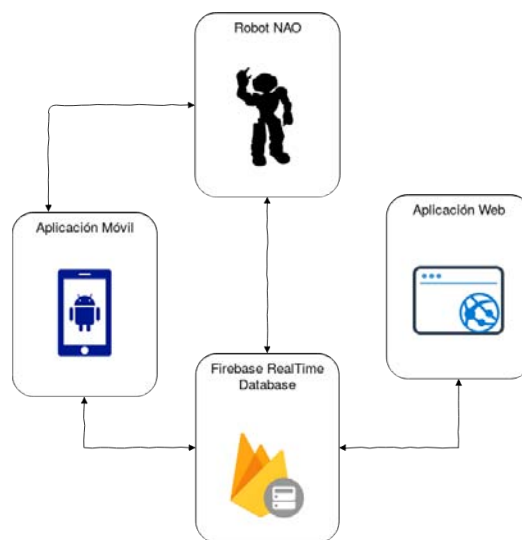 Robot NAO
Aplicación Móvil
Aplicación Web
Firebase RealTime
Database